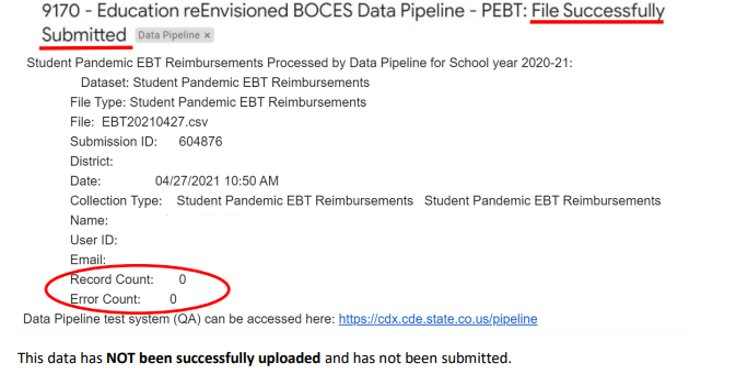 9170 - Education reEnvisioned BOCES Data Pipeline - PEBT: File Successfully
Submitted Data Pipeline x
Student Pandemic EBT Reimbursements Processed by Data Pipeline for School year 2020-21:
Dataset: Student Pandemic EBT Reimbursements
File Type: Student Pandemic EBT Reimbursements
File: EBT20210427.csv
Submission ID: 604876
District:
Date: 04/27/2021 10:50 AM
Collection Type: Student Pandemic EBT Reimbursements Student Pandemic EBT Reimbursements
Name:
User ID:
Email:
Record Count: 0
Error Count: 0
Data Pipeline test system (QA) can be accessed here: https://cdx.cde.state.co.us/pipeline
This data has NOT been successfully uploaded and has not been submitted.